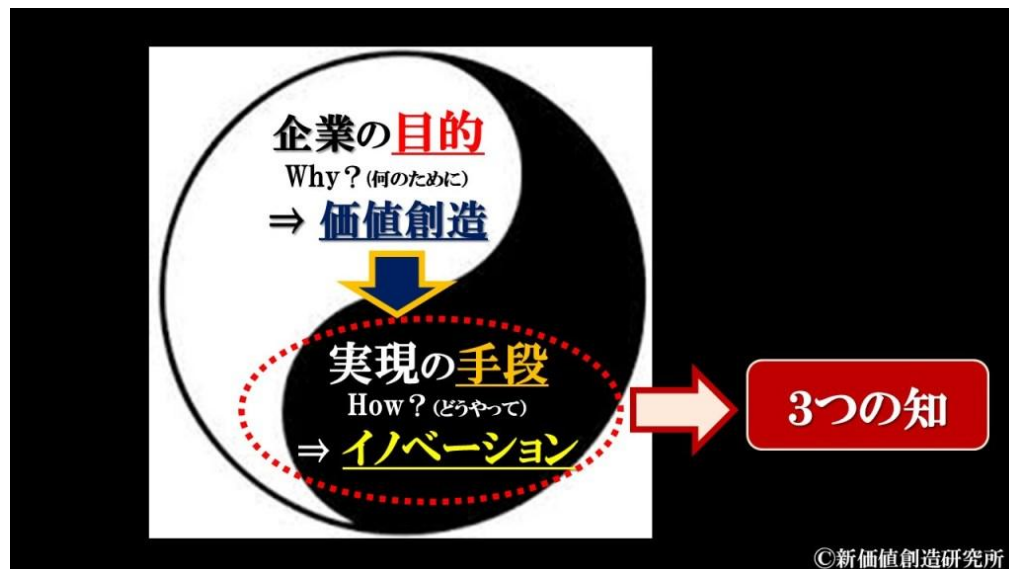 企業の目的
Why？(何のために)
⇒ 価値創造
実現の手段
How？(どうやって)
⇒ イノベーション
3つの知
©新価値創造研究所